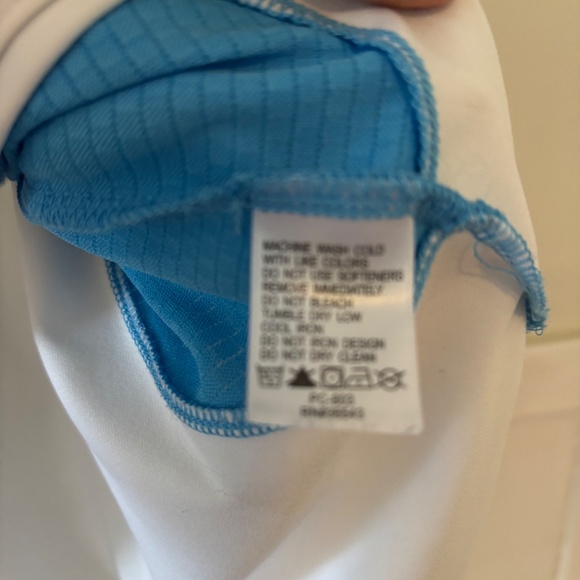 MACHINE WASH COLD
WITH LIKE COLORS
DO NOT USE SOFTENERS
REMOVE IMMEDIATELY
DO NOT BLEACH
TUMBLE DRY LOW
COOL IRON
DO NOT IRON DESIGN
DO NOT DRY CLEAN